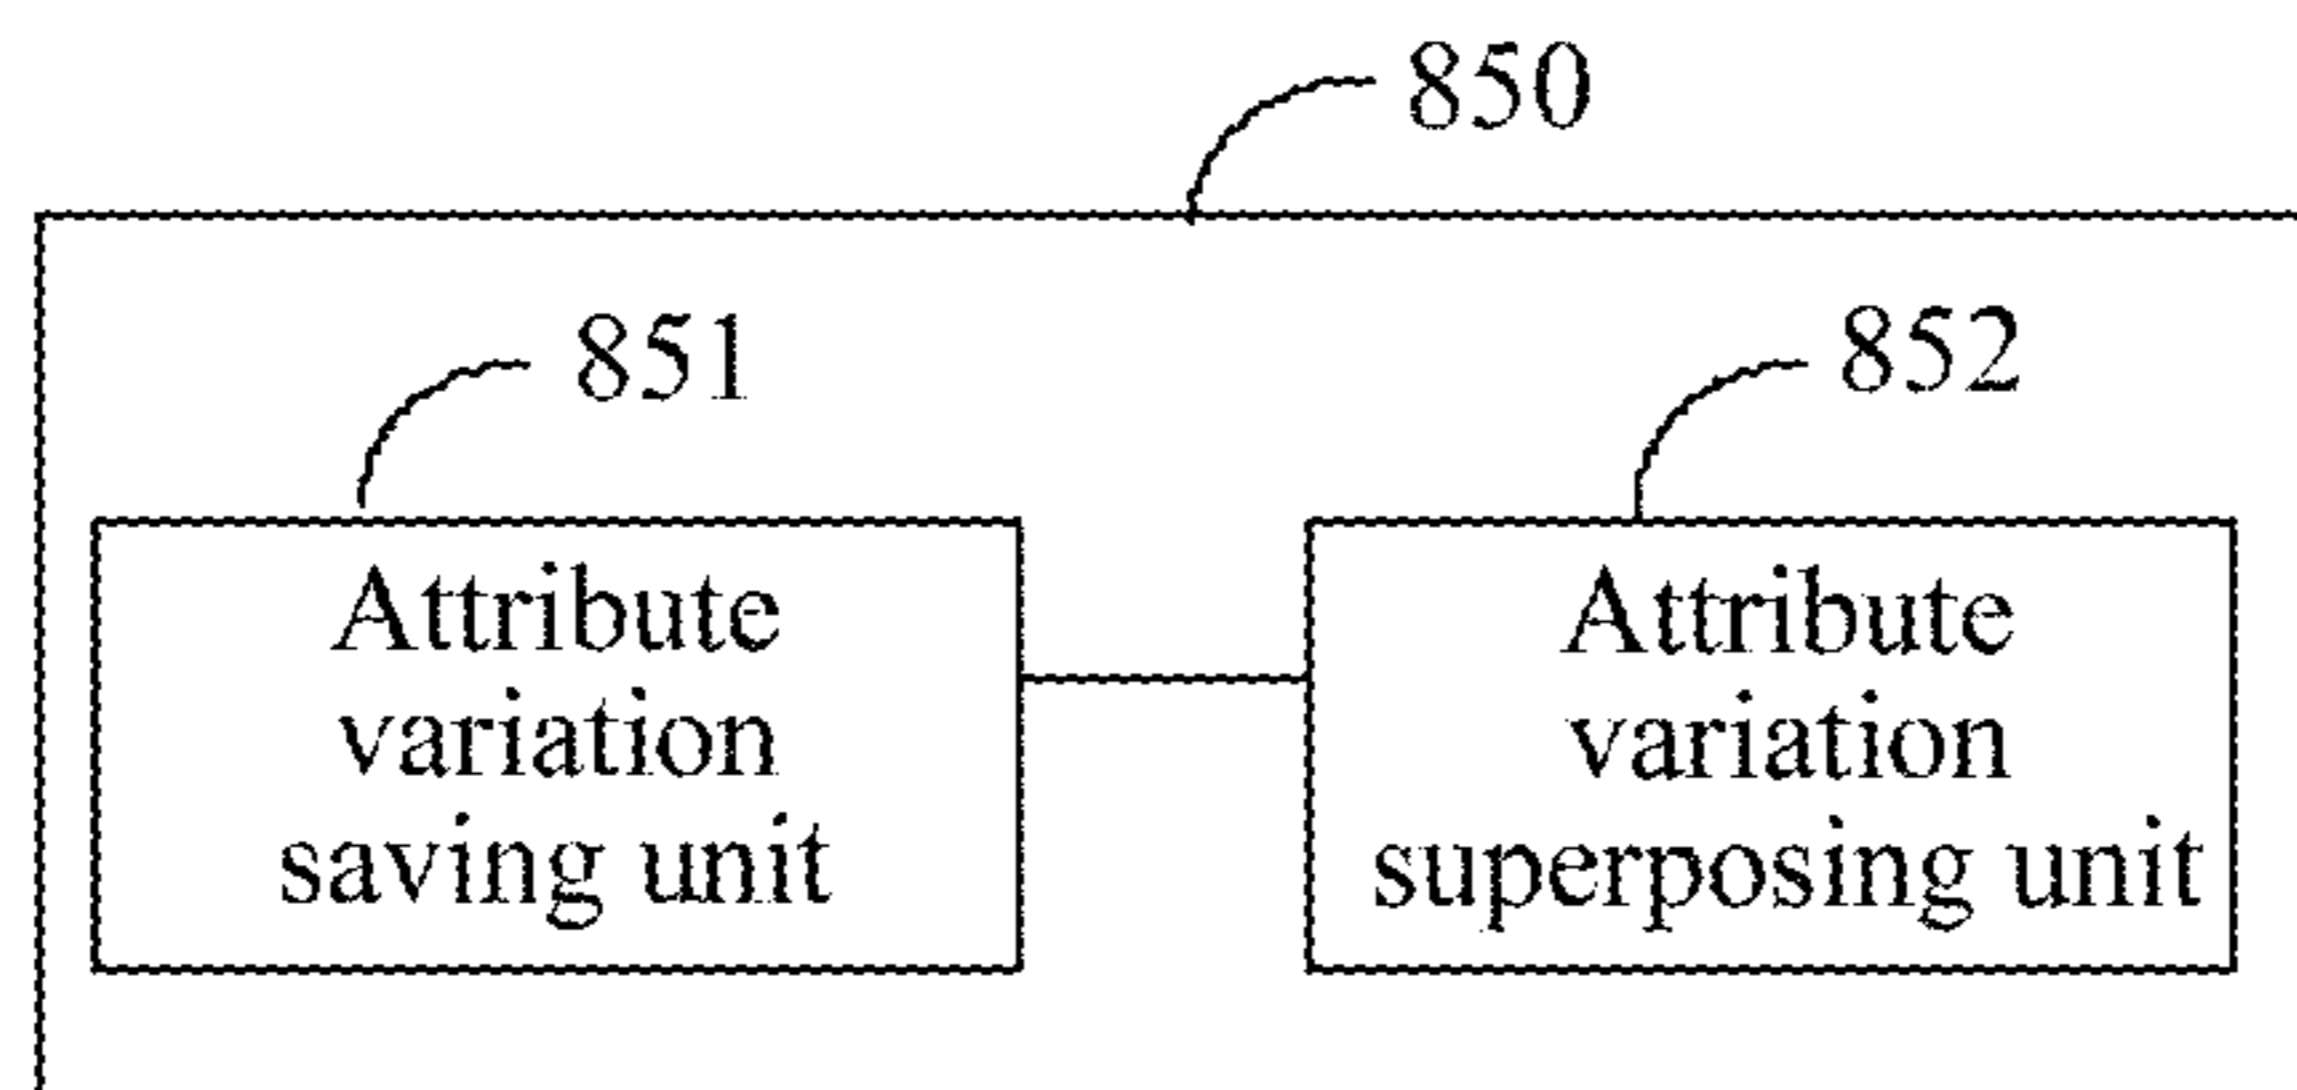 850
851
852
Attribute
variation
saving unit
Attribute
variation
superposing unit